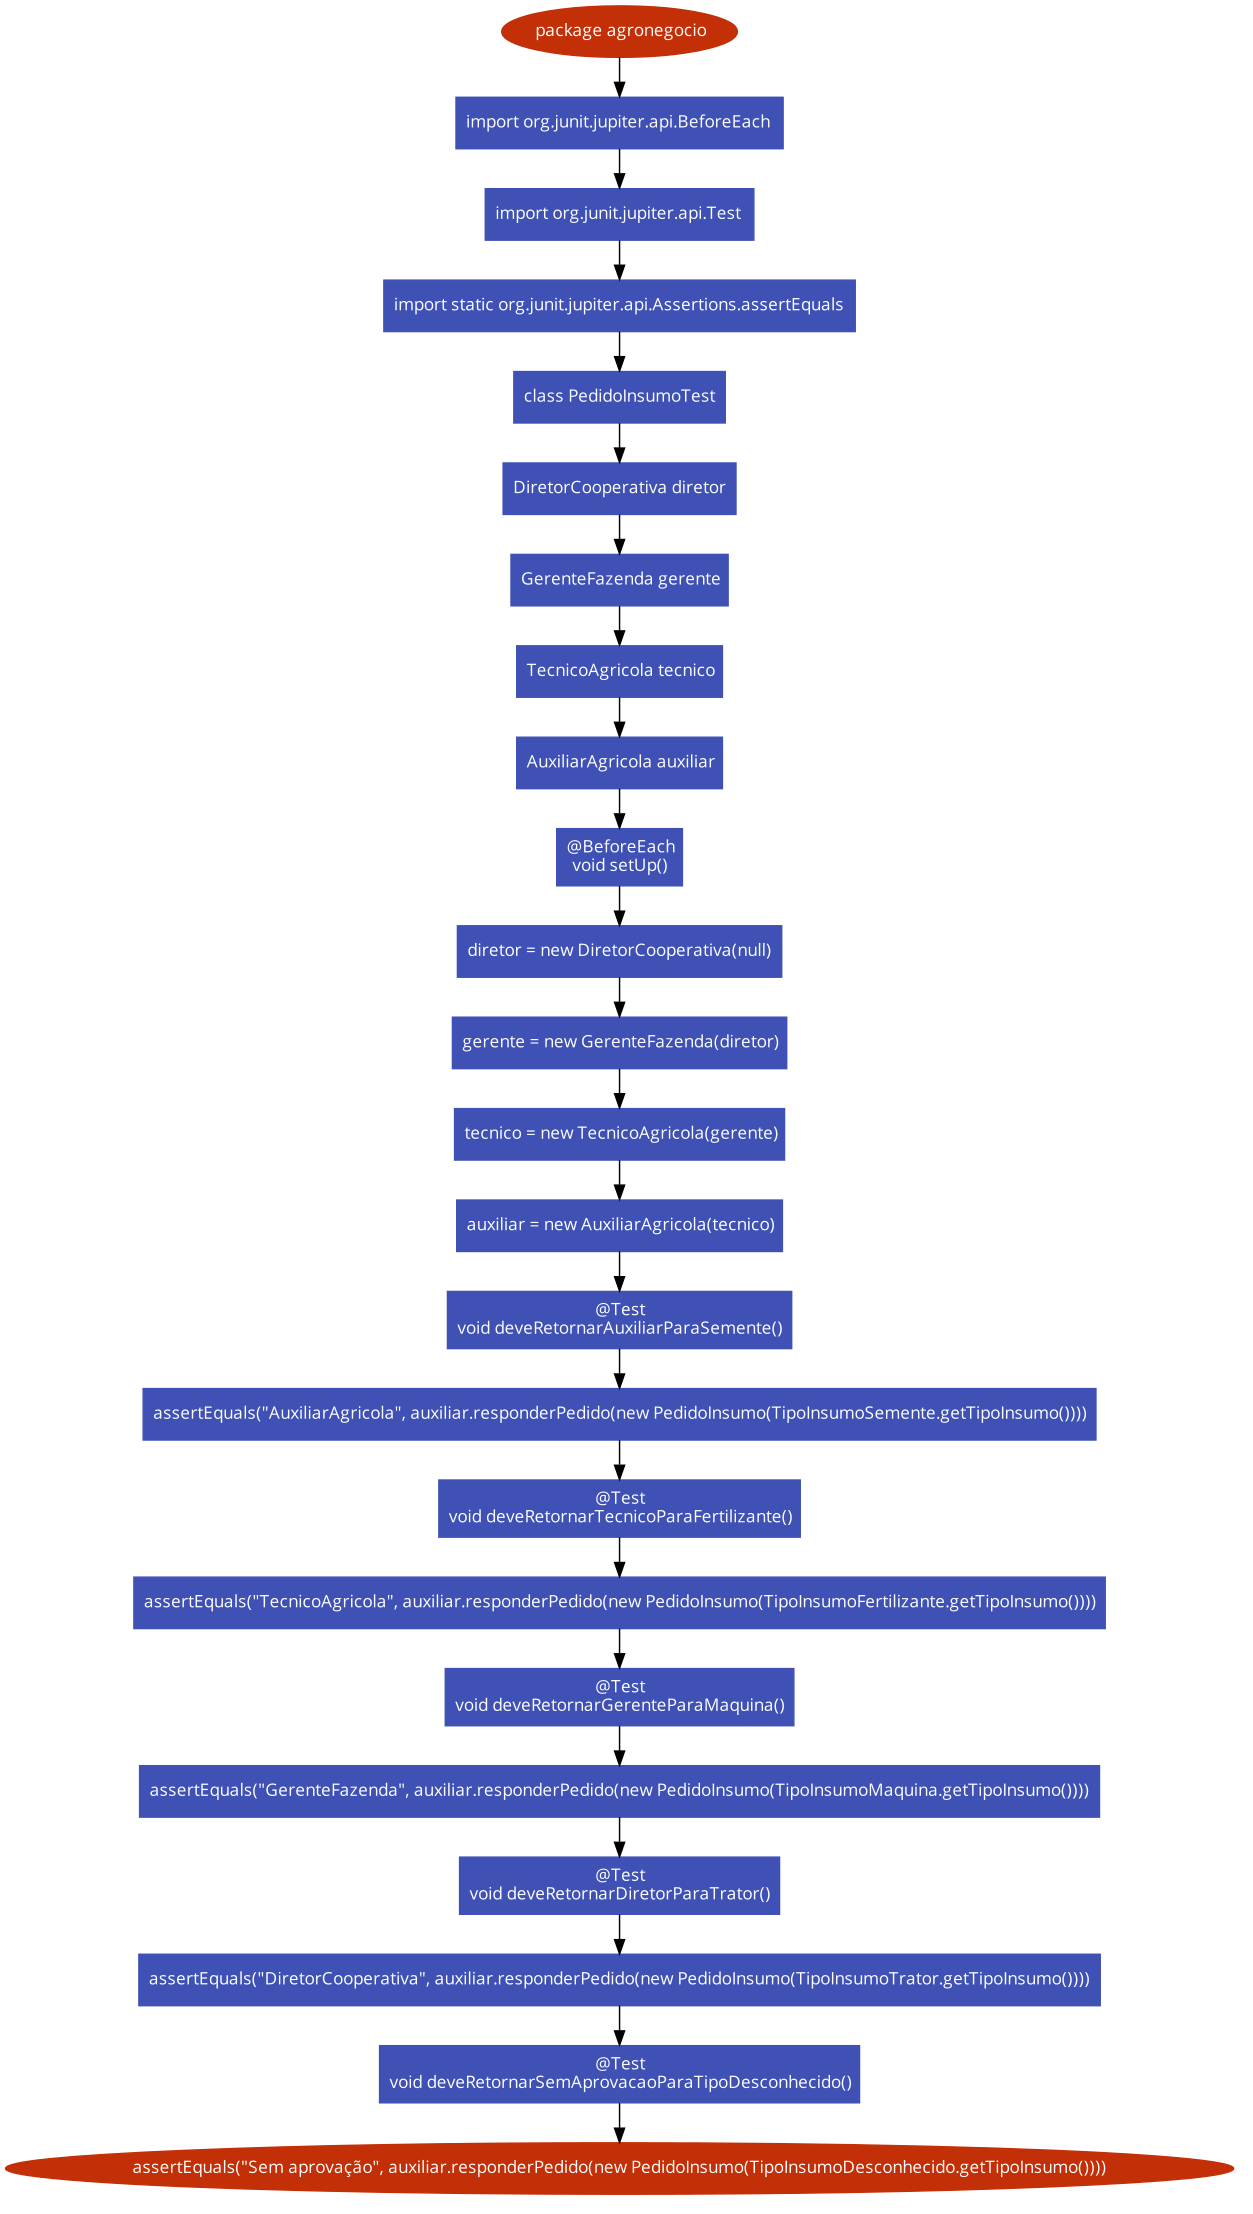 package agronegocio
import org.junit.jupiter.api.BeforeEach
import org.junit.jupiter.api.Test
import static org.junit.jupiter.api.Assertions.assertEquals
class PedidoInsumoTest
DiretorCooperativa diretor
GerenteFazenda gerente
TecnicoAgricola tecnico
AuxiliarAgricola auxiliar
@BeforeEach
void setUp()
diretor = new DiretorCooperativa(null)
gerente = new GerenteFazenda(diretor)
tecnico = new TecnicoAgricola(gerente)
auxiliar = new AuxiliarAgricola(tecnico)
@Test
void deveRetornarAuxiliarParaSemente()
assertEquals("AuxiliarAgricola", auxiliar.responderPedido(new PedidoInsumo(TipoInsumoSemente.getTipoInsumo())))
@Test
void deveRetornarTecnicoParaFertilizante()
assertEquals("TecnicoAgricola", auxiliar.responderPedido(new PedidoInsumo(TipoInsumoFertilizante.getTipoInsumo())))
@Test
void deveRetornarGerenteParaMaquina()
assertEquals("GerenteFazenda", auxiliar.responderPedido(new PedidoInsumo(TipoInsumoMaquina.getTipoInsumo())))
@Test
void deveRetornarDiretorParaTrator()
assertEquals("DiretorCooperativa", auxiliar.responderPedido(new PedidoInsumo(TipoInsumoTrator.getTipoInsumo())))
@Test
void deveRetornarSemAprovacaoParaTipoDesconhecido()
assertEquals("Sem aprovação", auxiliar.responderPedido(new PedidoInsumo(TipoInsumoDesconhecido.getTipoInsumo())))